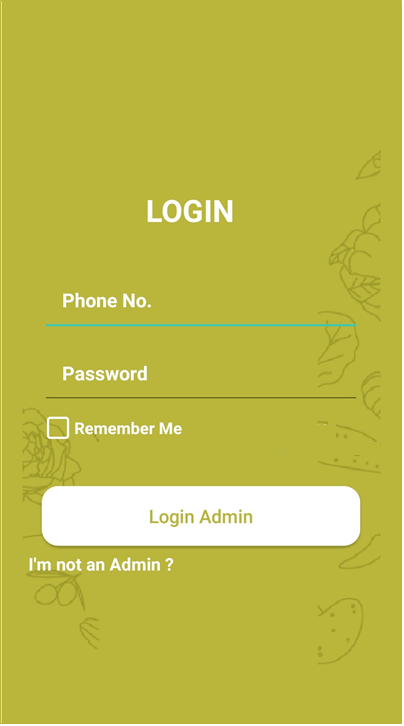 LOGIN
Phone No.
Password
Remember Me
Login Admin
I'm not an Admin ?